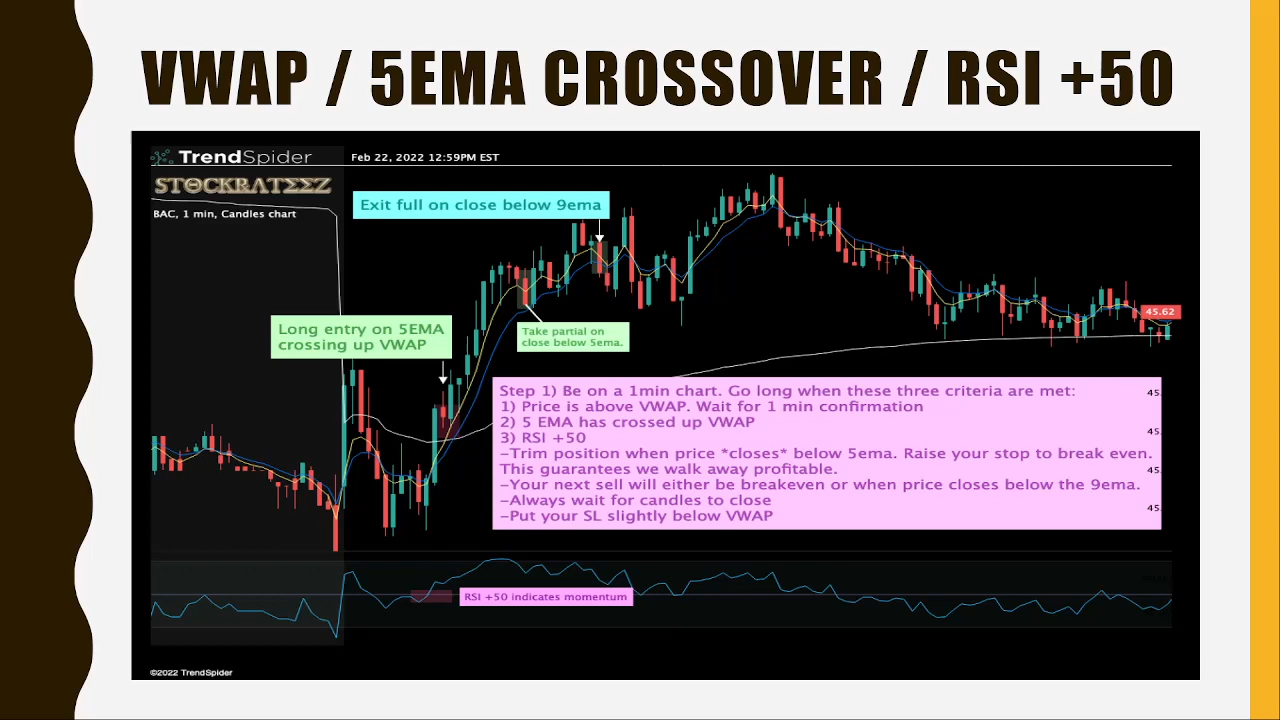 VWAP / 5EMA CROSSOVER / RSI +50
TrendSpider
Feb 22, 2022 12:59PM EST
STOCKRATEEZ
BAC, 1 min, Candles chart
Exit full on close below 9ema
Long entry on 5EMA
crossing up VWAP
Take partial on
close below 5ema.
45.62
Step 1) Be on a 1min chart. Go long when these three criteria are met:
1) Price is above VWAP. Wait for 1 min confirmation
2) 5 EMA has crossed up VWAP
3) RSI +50
-Trim position when price *closes* below 5ema. Raise your stop to break even.
This guarantees we walk away profitable.
-Your next sell will either be breakeven or when price closes below the 9ema.
-Always wait for candles to close
-Put your SL slightly below VWAP
45.
45.
45.
45.
RSI +50 indicates momentum
©2022 TrendSpider